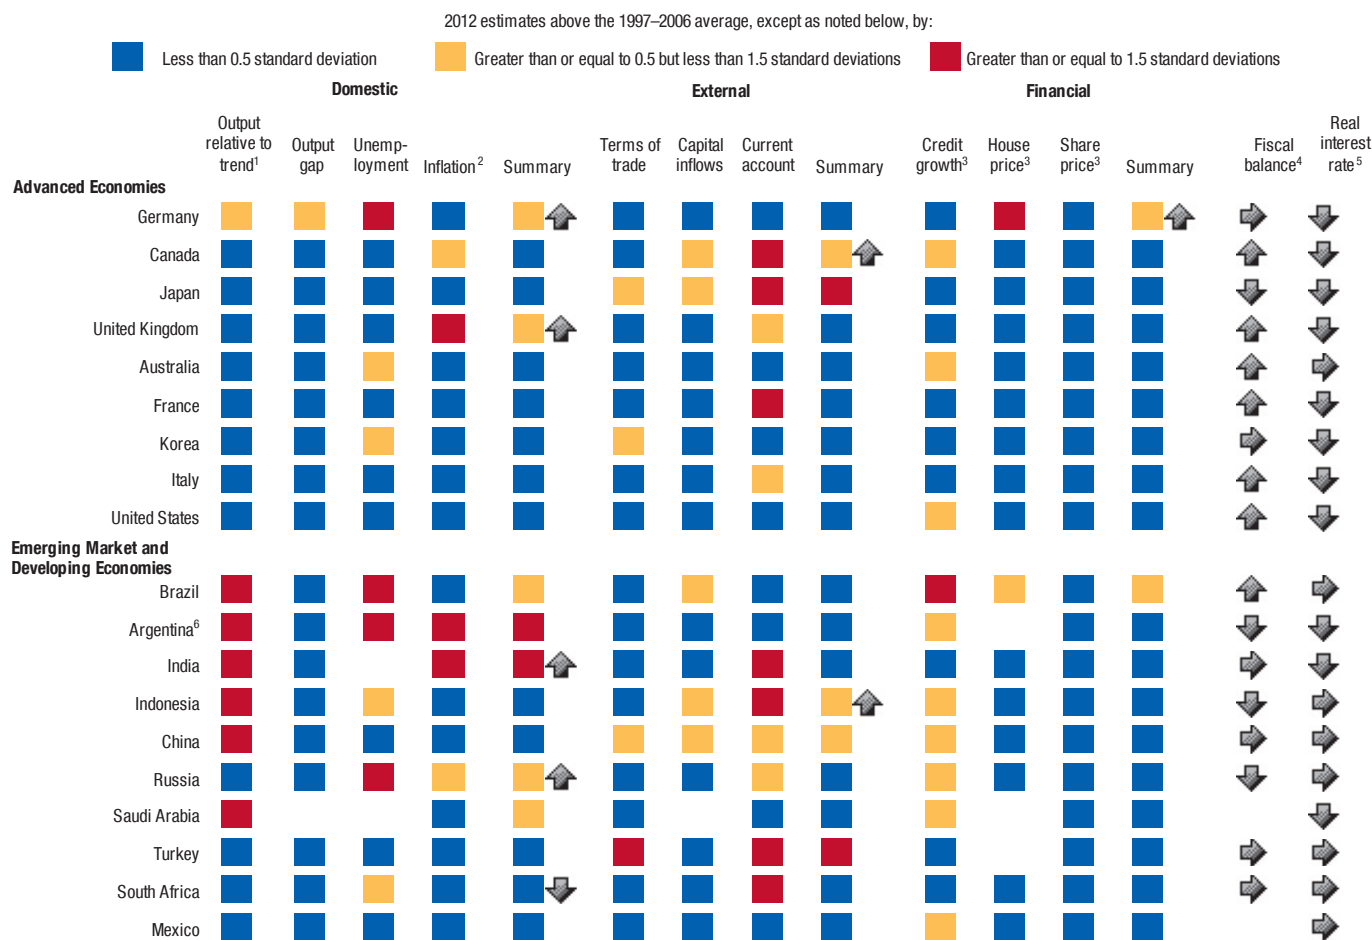 2012 estimates above the 1997–2006 average, except as noted below, by:
Less than 0.5 standard deviation
Greater than or equal to 0.5 but less than 1.5 standard deviations
Greater than or equal to 1.5 standard deviations
Domestic
External
Financial
Output
relative to
trend1
Output
gap
Unemp-
loyment
Inflation2
Summary
Terms of
trade
Capital
inflows
Current
account
Summary
Credit
growth3
House
price3
Share
price3
Summary
Fiscal
balance4
Real
interest
rate5
Advanced Economies
Germany
Canada
Japan
United Kingdom
Australia
France
Korea
Italy
United States
Emerging Market and
Developing Economies
Brazil
Argentina6
India
Indonesia
China
Russia
Saudi Arabia
Turkey
South Africa
Mexico